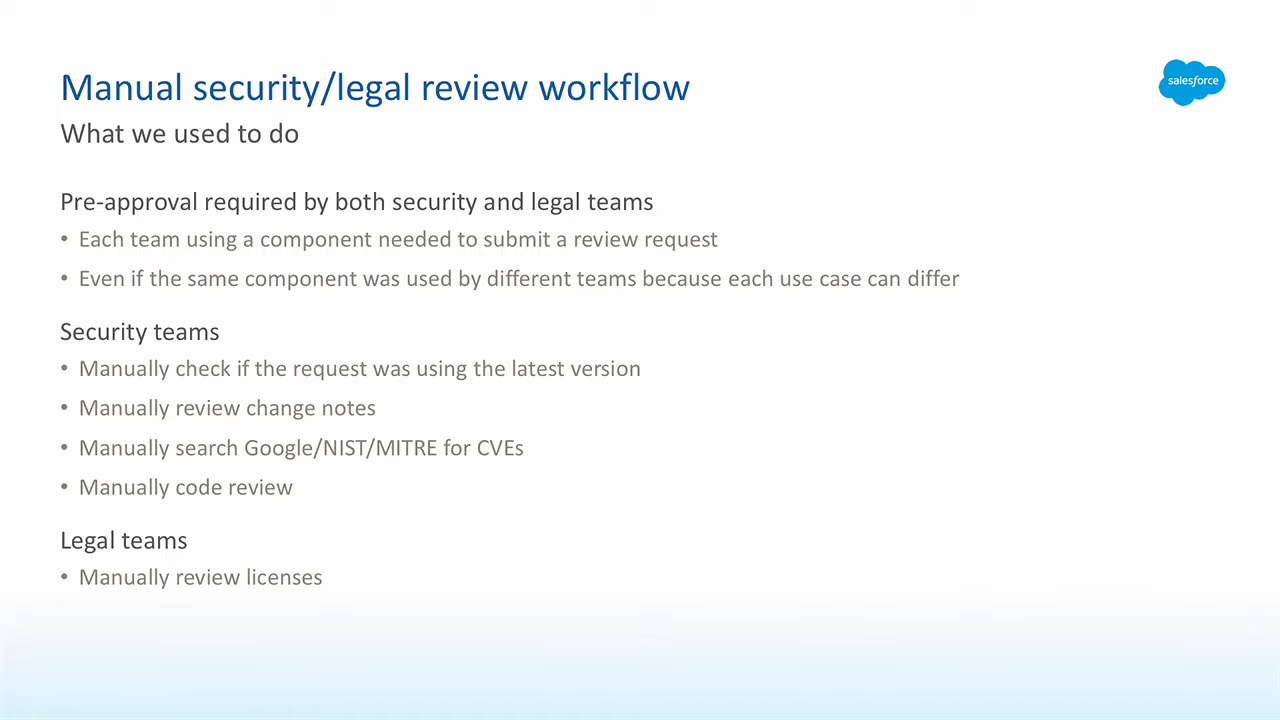 Manual security/legal review workflow
salesforce
What we used to do
Pre-approval required by both security and legal teams
• Each team using a component needed to submit a review request
• Even if the same component was used by different teams because each use case can differ
Security teams
• Manually check if the request was using the latest version
• Manually review change notes
• Manually search Google/NIST/MITRE for CVEs
• Manually code review
Legal teams
• Manually review licenses